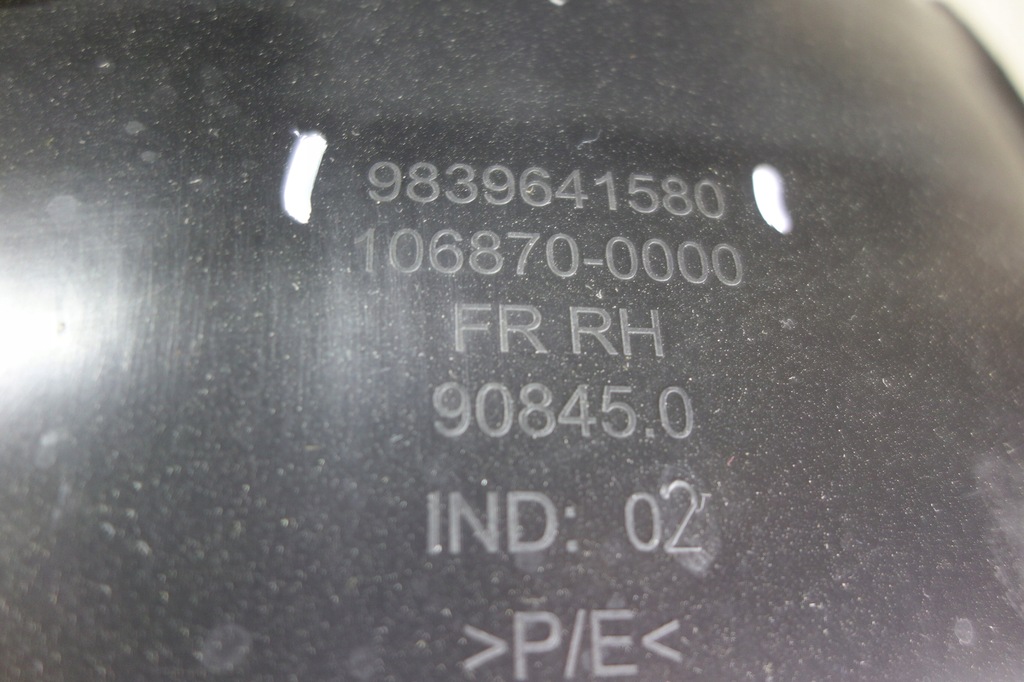 9839641580
106870-0000
FR RH
90845.0
IND: 02
>P/E<